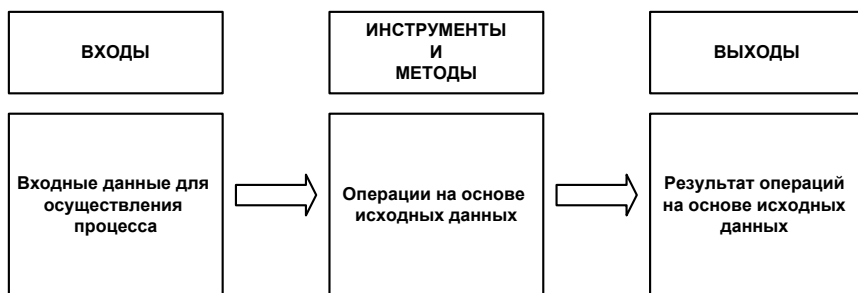 ВХОДЫ
ИНСТРУМЕНТЫ
И
МЕТОДЫ
ВЫХОДЫ
Входные данные для
осуществления
процесса
Операции на основе
исходных данных
Результат операций
на основе исходных
данных